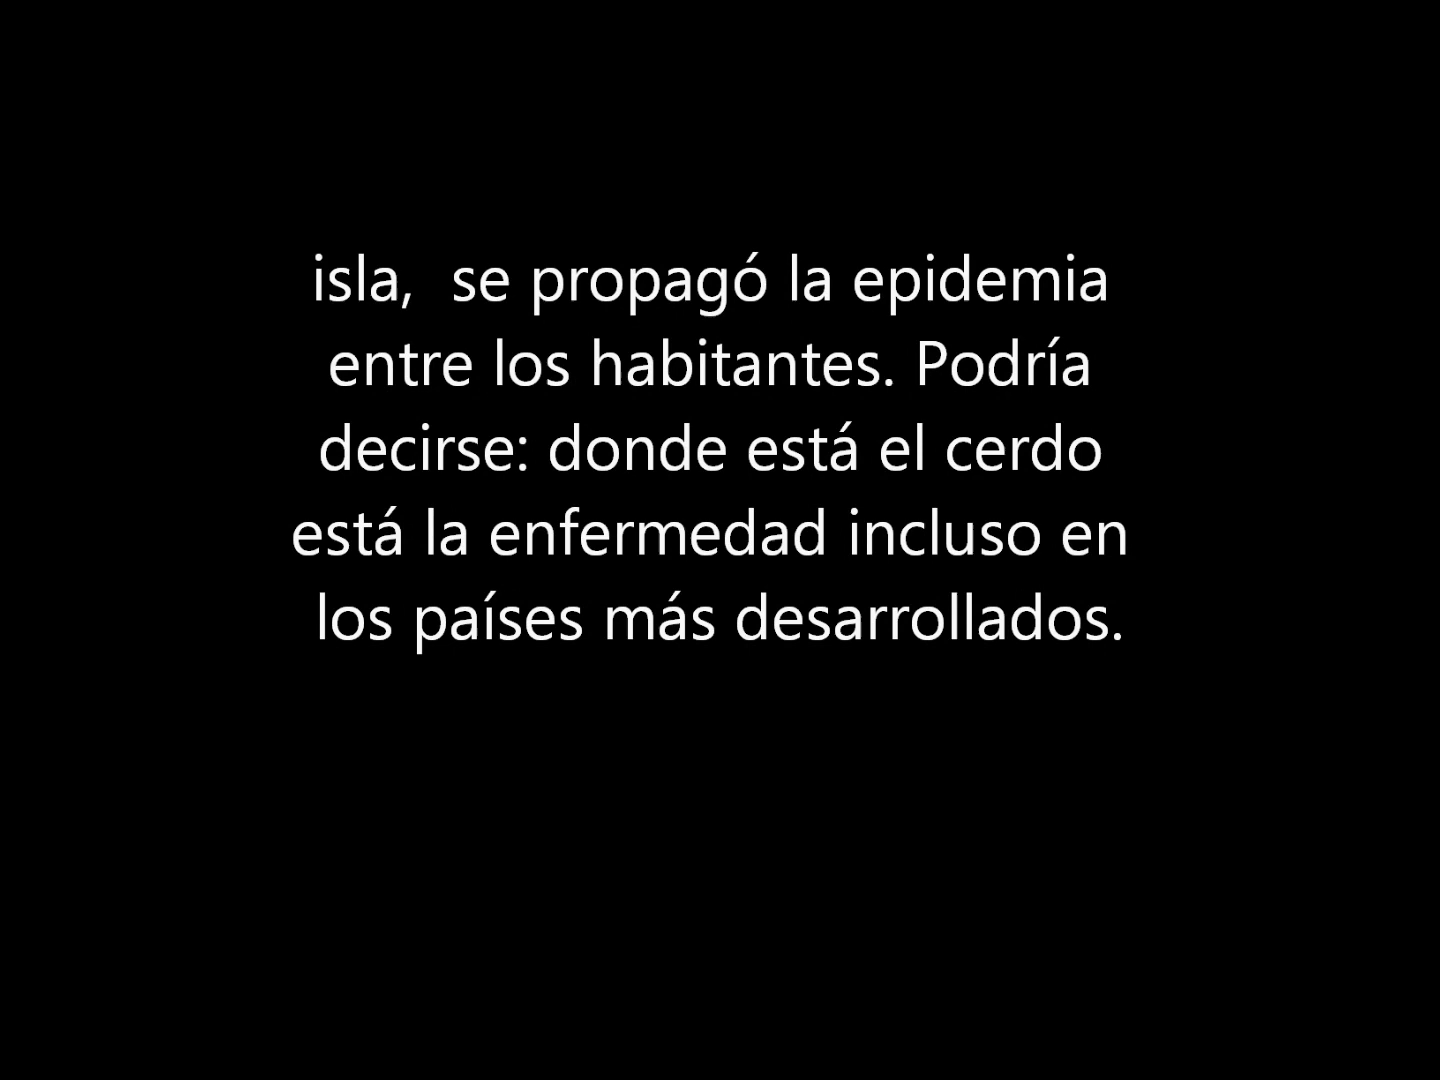 isla,  se propagó la epidemia
entre los habitantes. Podría
decirse: donde está el cerdo
está la enfermedad incluso en
los países más desarrollados.